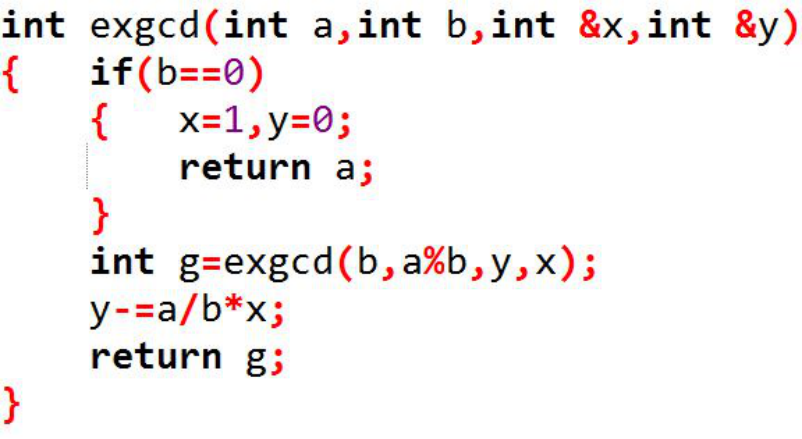 int exgcd(int a,int b,int &x,int &y)
{   if(b==0)
    {   x=1,y=0;
        return a;
    }
    int g=exgcd(b,a%b,y,x);
    y-=a/b*x;
    return g;
}